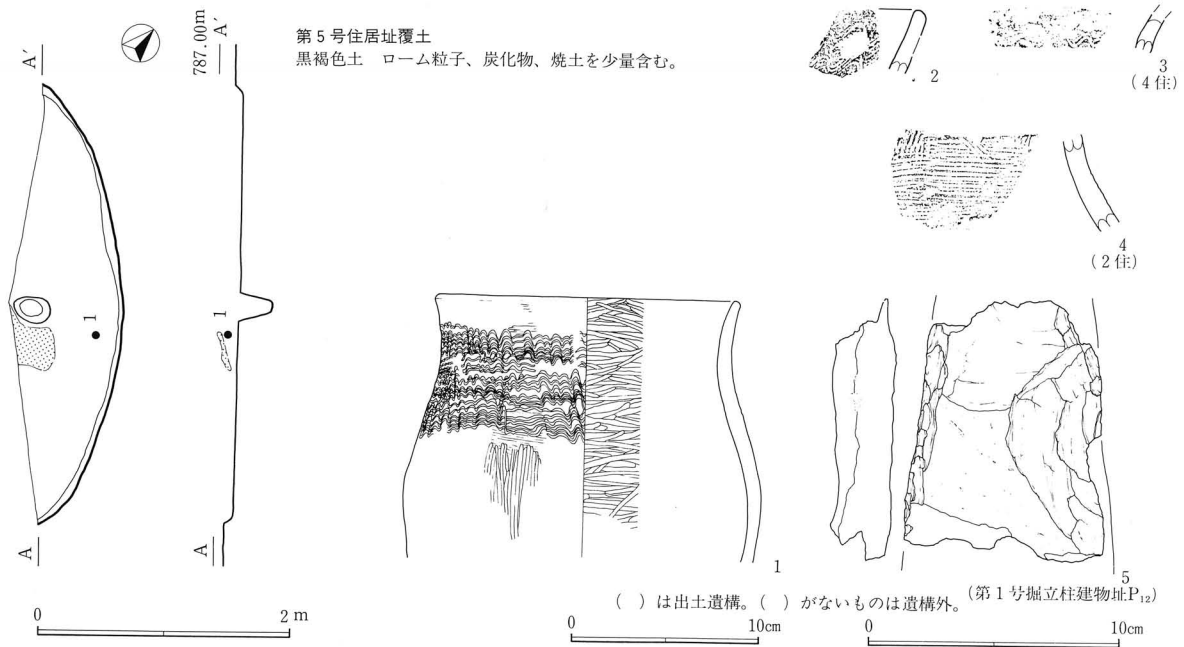 第5号住居址覆土
黒褐色土 ローム粒子、炭化物、焼土を少量含む。
A′
787.00m
A′
1
1
A
A
0 2 m
2
3
(4住)
4
(2住)
1
5
(第1号掘立柱建物址P₁₂)
( )は出土遺構。( )がないものは遺構外。
0 10cm
0 10cm